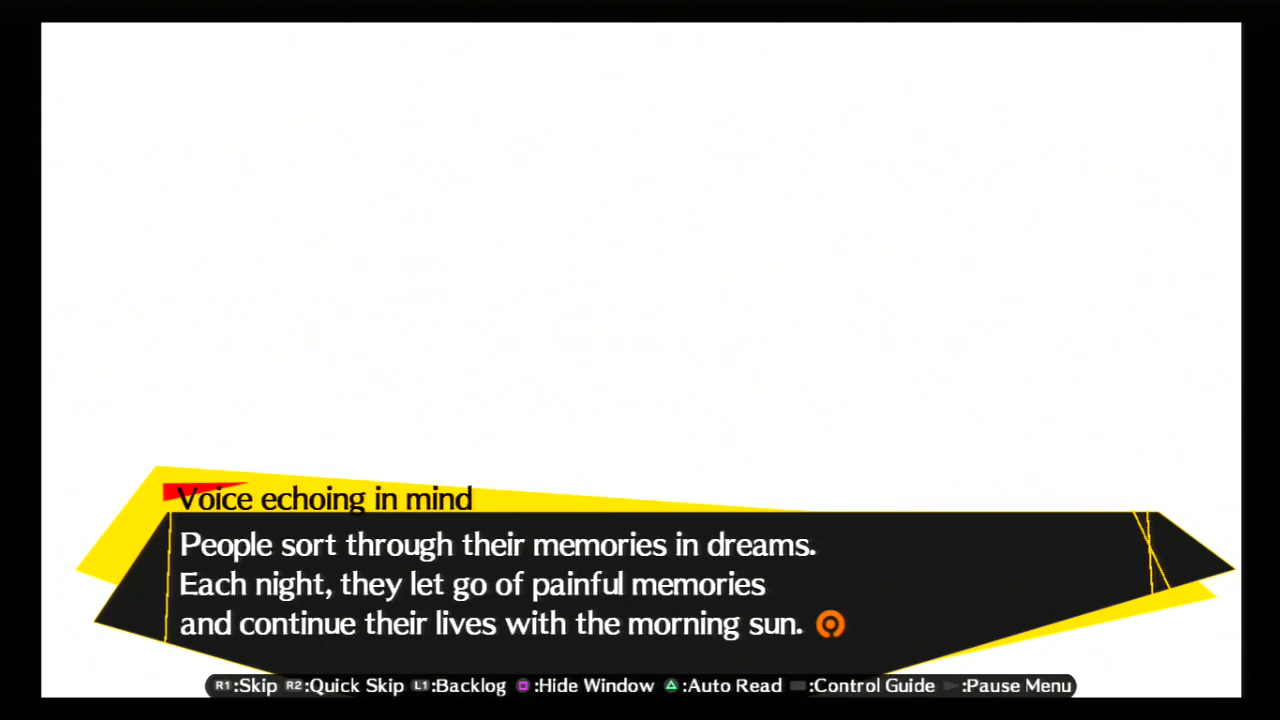 Voice echoing in mind
People sort through their memories in dreams.
Each night, they let go of painful memories
and continue their lives with the morning sun.
R1:Skip R2:Quick Skip L1:Backlog :Hide Window :Auto Read :Control Guide :Pause Menu